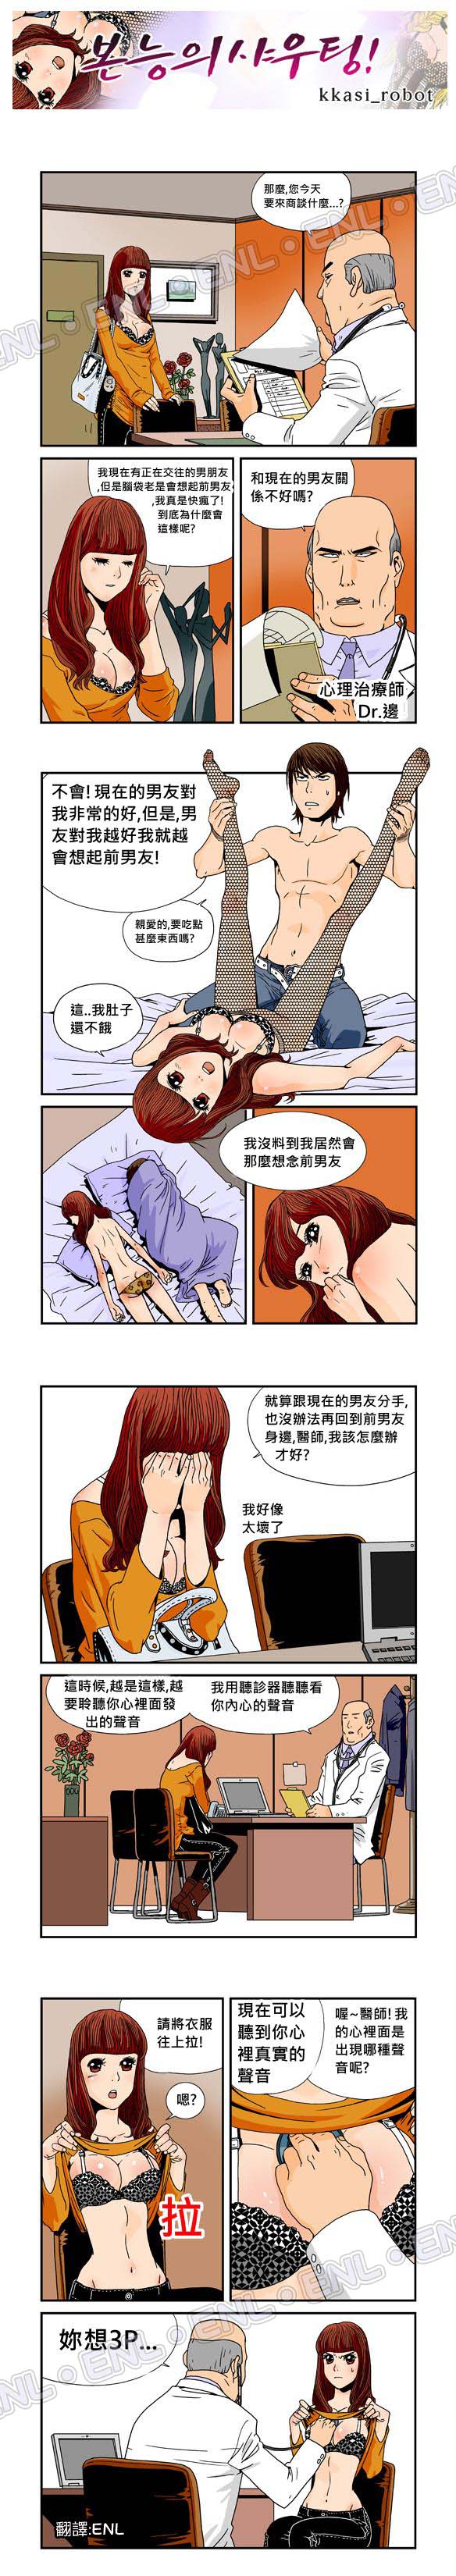 본능의 샤우팅!
kkasi_robot
那麼,您今天
要來商談什麼...?
我現在有正在交往的男朋友
,但是腦袋老是會想起前男友
,我真是快瘋了!
到底為什麼會
這樣呢?
和現在的男友關
係不好嗎?
心理治療師
Dr.邊
不會! 現在的男友對
我非常的好,但是,男
友對我越好我就越
會想起前男友!
親愛的,要吃點
甚麼東西嗎?
這..我肚子
還不餓
我沒料到我居然會
那麼想念前男友
就算跟現在的男友分手,
也沒辦法再回到前男友
身邊,醫師,我該怎麼辦
才好?
我好像
太壞了
這時候,越是這樣,越
要聆聽你心裡面發
出的聲音
我用聽診器聽聽看
你內心的聲音
請將衣服
往上拉!
嗯?
拉
現在可以
聽到你心
裡真實的
聲音
喔~醫師! 我
的心裡面是
出現哪種聲
音呢?
妳想3P...
翻譯:ENL